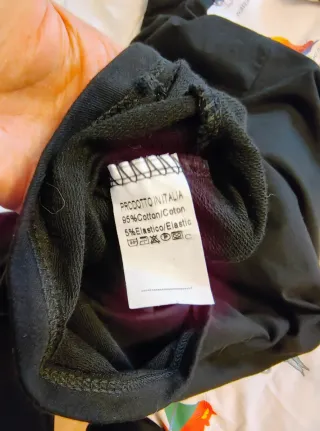 PRODOTTO IN ITALIA
95%Cotton/Coton
5%Elastico/Elastic